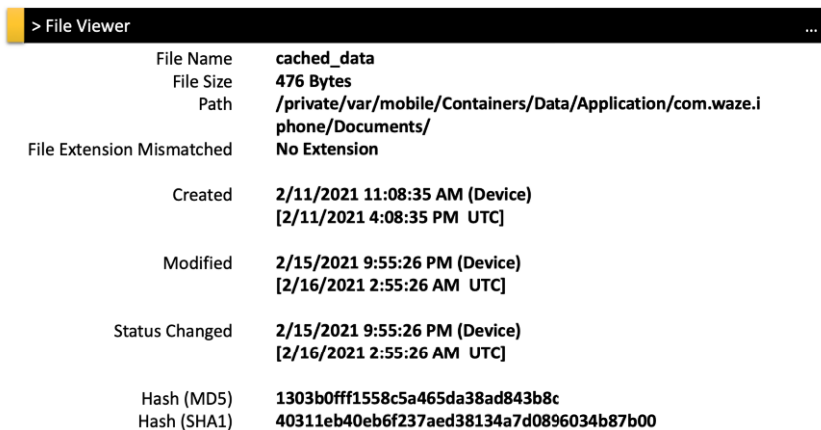 > File Viewer ...
File Name cached_data
File Size 476 Bytes
Path /private/var/mobile/Containers/Data/Application/com.waze.i
phone/Documents/
File Extension Mismatched No Extension
Created 2/11/2021 11:08:35 AM (Device)
[2/11/2021 4:08:35 PM UTC]
Modified 2/15/2021 9:55:26 PM (Device)
[2/16/2021 2:55:26 AM UTC]
Status Changed 2/15/2021 9:55:26 PM (Device)
[2/16/2021 2:55:26 AM UTC]
Hash (MD5) 1303b0fff1558c5a465da38ad843b8c
Hash (SHA1) 40311eb40eb6f237aed38134a7d0896034b87b00